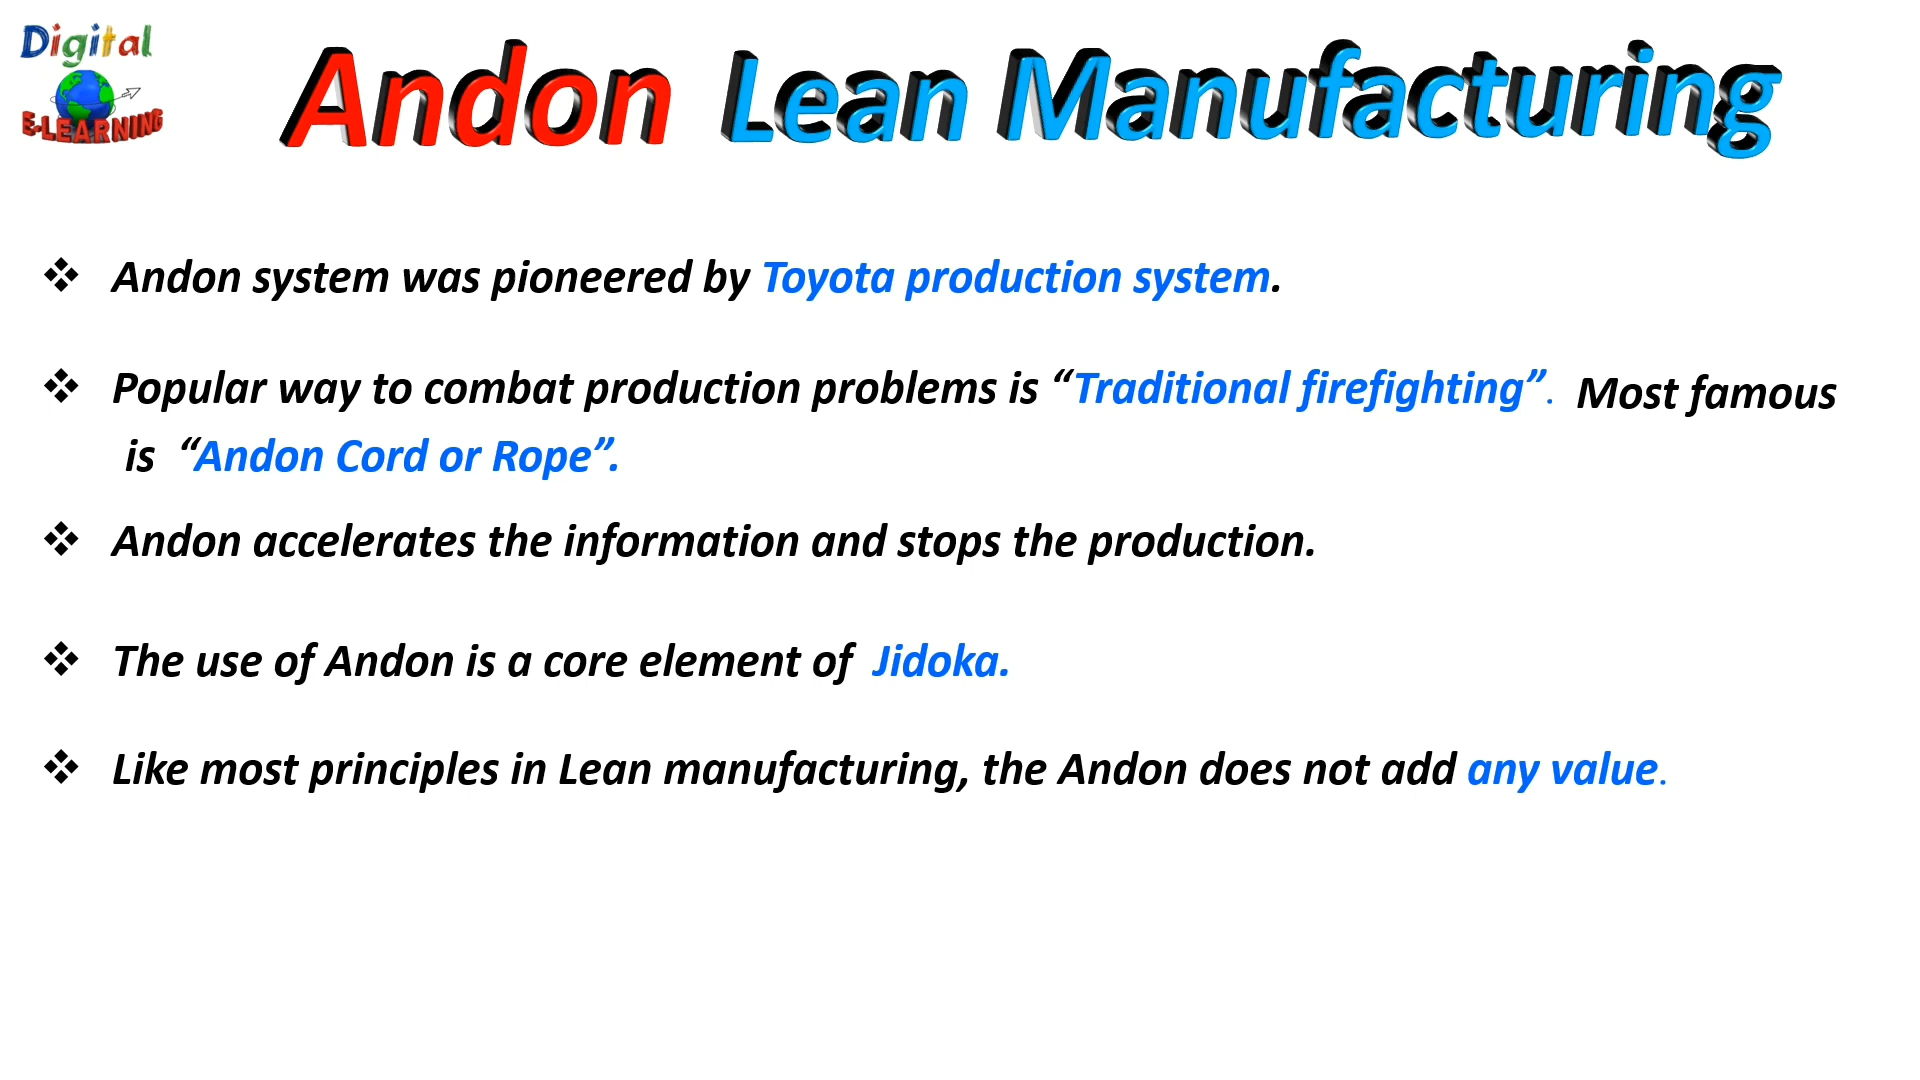 Digital
E-LEARNING
Andon Lean Manufacturing
❖ Andon system was pioneered by Toyota production system.
❖ Popular way to combat production problems is “Traditional firefighting”. Most famous
is “Andon Cord or Rope”.
❖ Andon accelerates the information and stops the production.
❖ The use of Andon is a core element of Jidoka.
❖ Like most principles in Lean manufacturing, the Andon does not add any value.